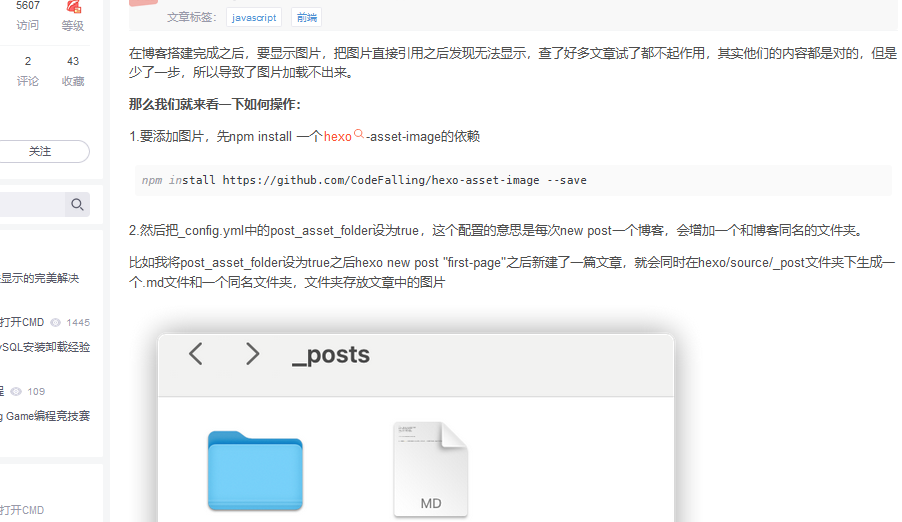 5607
访问
等级
2
43
评论
收藏
关注
显示的完美解决
打开CMD 1445
ySQL安装卸载经验
109
g Game编程竞技赛
打开CMD
文章标签： javascript 前端
在博客搭建完成之后，要显示图片，把图片直接引用之后发现无法显示，查了好多文章试了都不起作用，其实他们的内容都是对的，但是
少了一步，所以导致了图片加载不出来。
那么我们就来看一下如何操作：
1.要添加图片，先npm install 一个hexo-asset-image的依赖
npm install https://github.com/CodeFalling/hexo-asset-image --save
2.然后把_config.yml中的post_asset_folder设为true，这个配置的意思是每次new post一个博客，会增加一个和博客同名的文件夹。
比如我将post_asset_folder设为true之后hexo new post "first-page"之后新建了一篇文章，就会同时在hexo/source/_post文件夹下生成一
个.md文件和一个同名文件夹，文件夹存放文章中的图片
_posts
MD